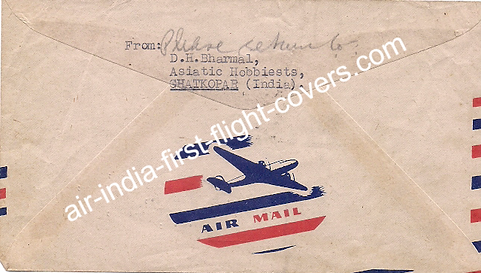 From: Please return to.
D.H.Bharmal,
Asiatic Hobbiests,
GHATKOPAR (India).
air-india-first-flight-covers.com
AIR MAIL